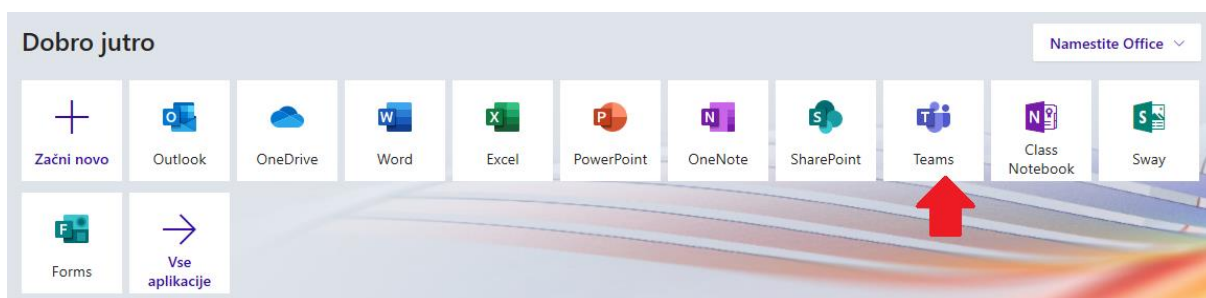 Dobro jutro
Namestite Office
Začni novo
Outlook
OneDrive
Word
Excel
PowerPoint
OneNote
SharePoint
Teams
Class
Notebook
Sway
Forms
Vse
aplikacije